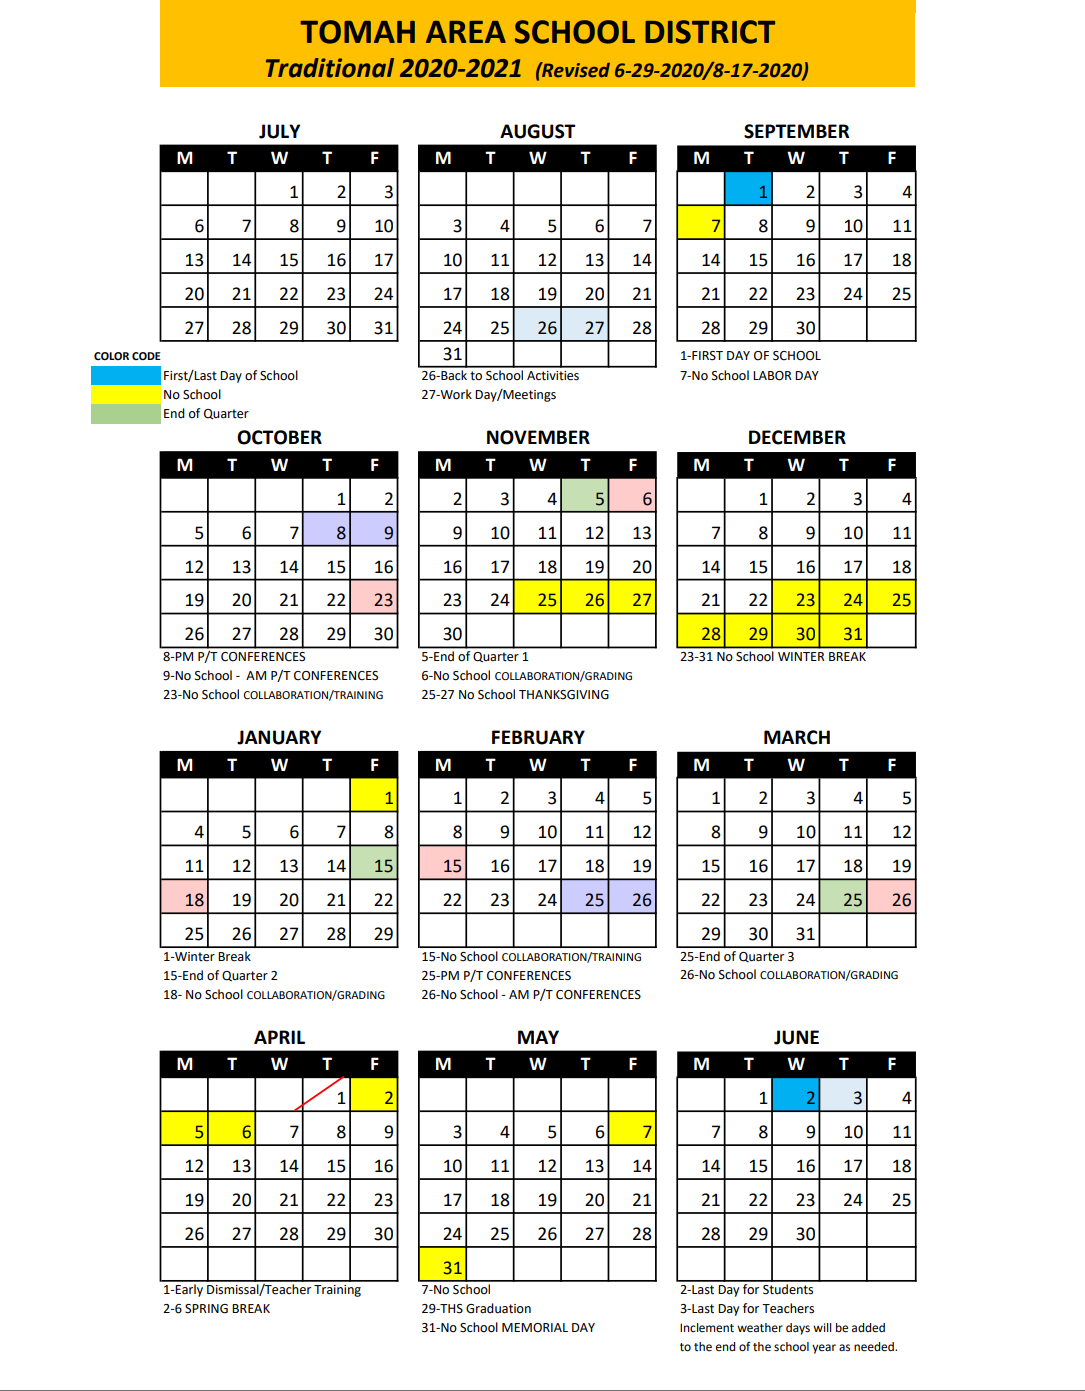 TOMAH AREA SCHOOL DISTRICT
Traditional 2020-2021 (Revised 6-29-2020/8-17-2020)
JULY
M T W T F
1 2 3
6 7 8 9 10
13 14 15 16 17
20 21 22 23 24
27 28 29 30 31
COLOR CODE
First/Last Day of School
No School
End of Quarter
AUGUST
M T W T F
3 4 5 6 7
10 11 12 13 14
17 18 19 20 21
24 25 26 27 28
31
26-Back to School Activities
27-Work Day/Meetings
SEPTEMBER
M T W T F
1 2 3 4
7 8 9 10 11
14 15 16 17 18
21 22 23 24 25
28 29 30
1-FIRST DAY OF SCHOOL
7-No School LABOR DAY
OCTOBER
M T W T F
1 2
5 6 7 8 9
12 13 14 15 16
19 20 21 22 23
26 27 28 29 30
8-PM P/T CONFERENCES
9-No School - AM P/T CONFERENCES
23-No School COLLABORATION/TRAINING
NOVEMBER
M T W T F
2 3 4 5 6
9 10 11 12 13
16 17 18 19 20
23 24 25 26 27
30
5-End of Quarter 1
6-No School COLLABORATION/GRADING
25-27 No School THANKSGIVING
DECEMBER
M T W T F
1 2 3 4
7 8 9 10 11
14 15 16 17 18
21 22 23 24 25
28 29 30 31
23-31 No School WINTER BREAK
JANUARY
M T W T F
1
4 5 6 7 8
11 12 13 14 15
18 19 20 21 22
25 26 27 28 29
1-Winter Break
15-End of Quarter 2
18- No School COLLABORATION/GRADING
FEBRUARY
M T W T F
1 2 3 4 5
8 9 10 11 12
15 16 17 18 19
22 23 24 25 26
15-No School COLLABORATION/TRAINING
25-PM P/T CONFERENCES
26-No School - AM P/T CONFERENCES
MARCH
M T W T F
1 2 3 4 5
8 9 10 11 12
15 16 17 18 19
22 23 24 25 26
29 30 31
25-End of Quarter 3
26-No School COLLABORATION/GRADING
APRIL
M T W T F
1 2
5 6 7 8 9
12 13 14 15 16
19 20 21 22 23
26 27 28 29 30
1-Early Dismissal/Teacher Training
2-6 SPRING BREAK
MAY
M T W T F
3 4 5 6 7
10 11 12 13 14
17 18 19 20 21
24 25 26 27 28
31
7-No School
29-THS Graduation
31-No School MEMORIAL DAY
JUNE
M T W T F
1 2 3 4
7 8 9 10 11
14 15 16 17 18
21 22 23 24 25
28 29 30
2-Last Day for Students
3-Last Day for Teachers
Inclement weather days will be added
to the end of the school year as needed.